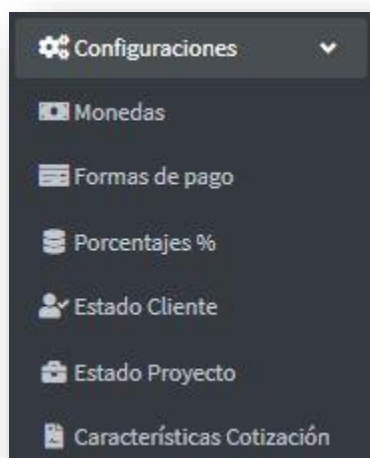 Configuraciones
Monedas
Formas de pago
Porcentajes %
Estado Cliente
Estado Proyecto
Características Cotización